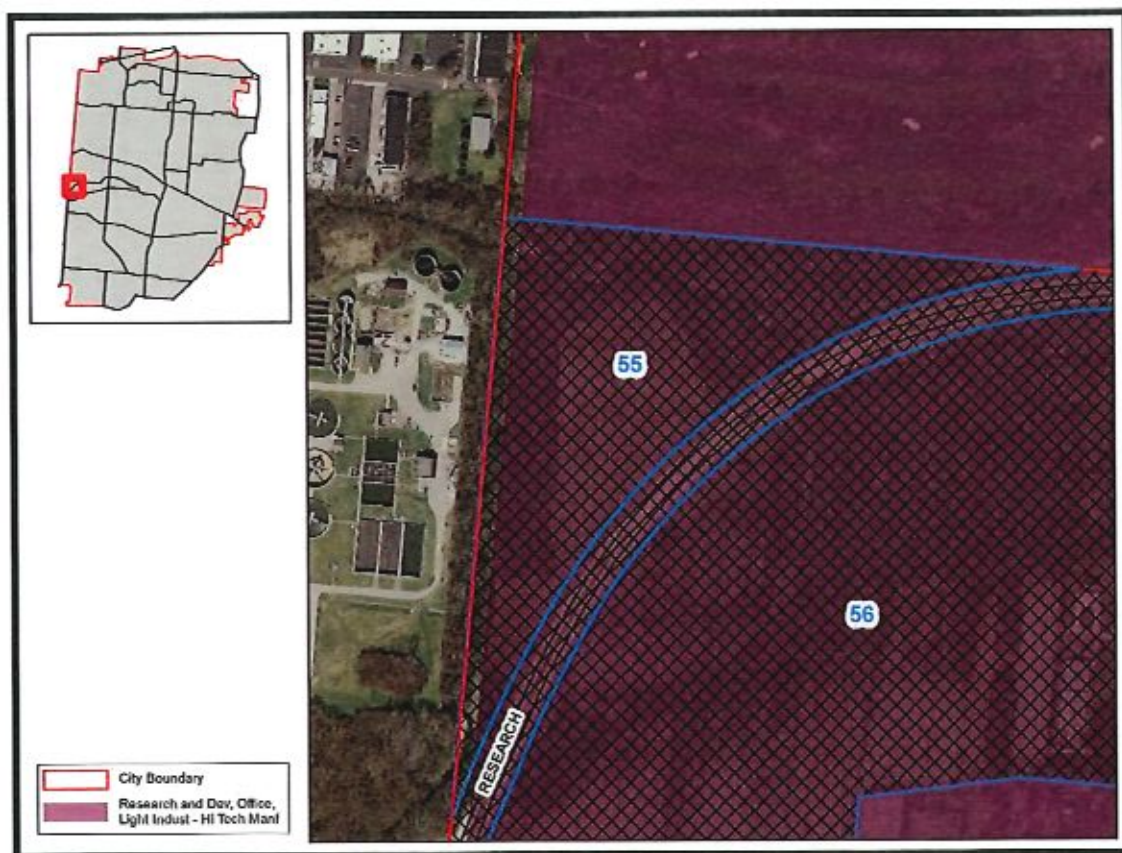 55
56
RESEARCH
City Boundary
Research and Dev, Office,
Light Indust - Hi Tech Manf